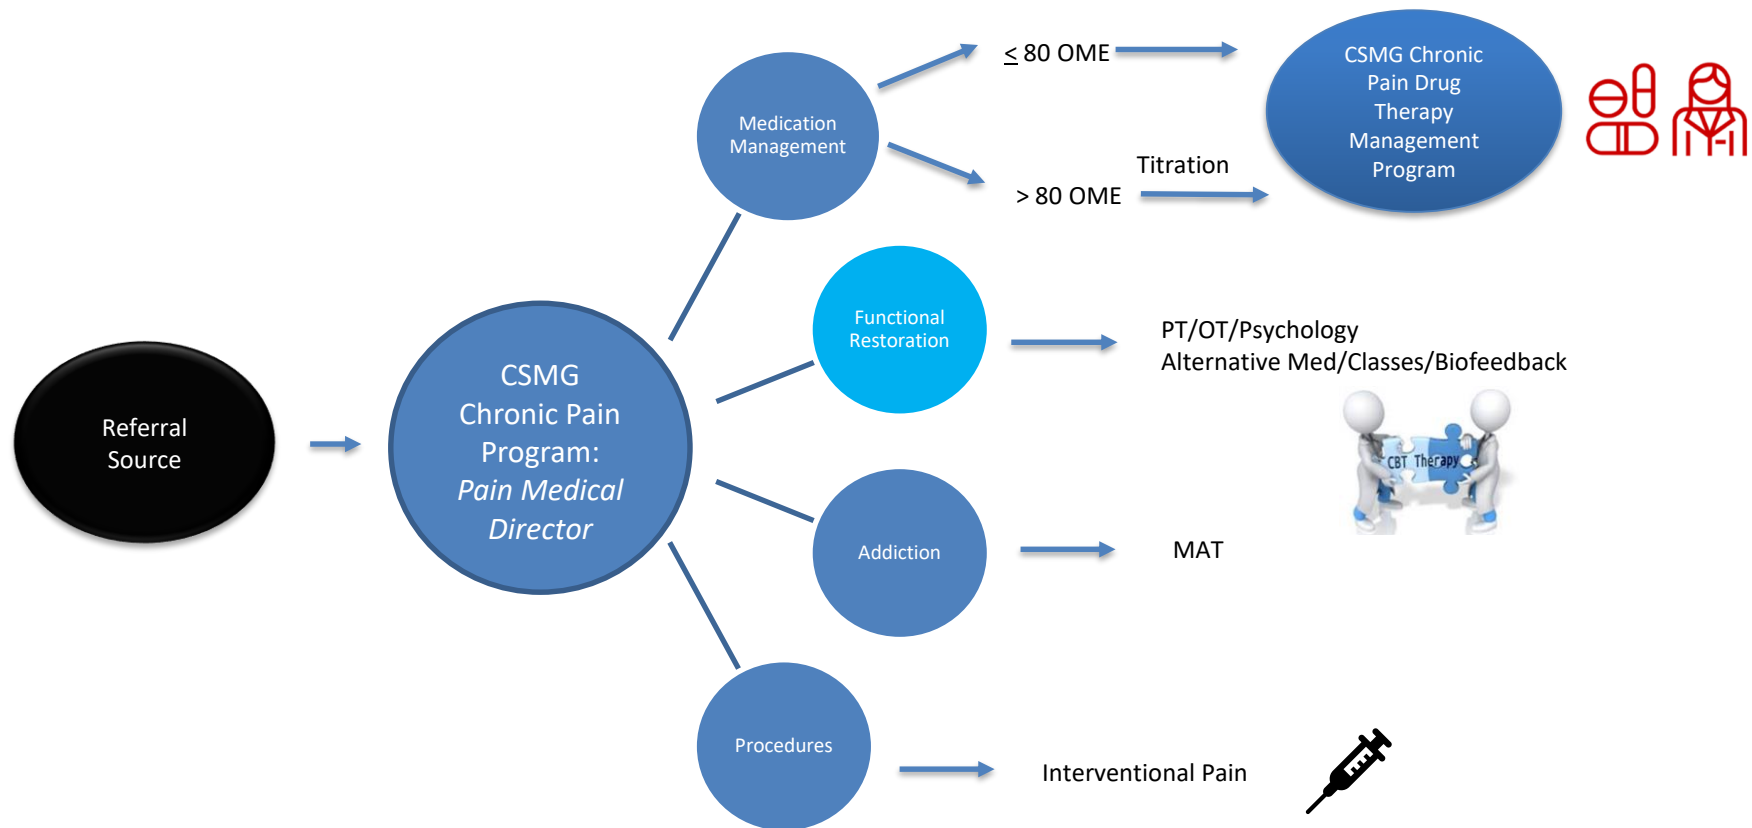 Referral
Source
CSMG
Chronic Pain
Program:
Pain Medical
Director
Medication
Management
≤ 80 OME
> 80 OME
Titration
CSMG Chronic
Pain Drug
Therapy
Management
Program
Functional
Restoration
PT/OT/Psychology
Alternative Med/Classes/Biofeedback
CBT Therapy
Addiction
MAT
Procedures
Interventional Pain